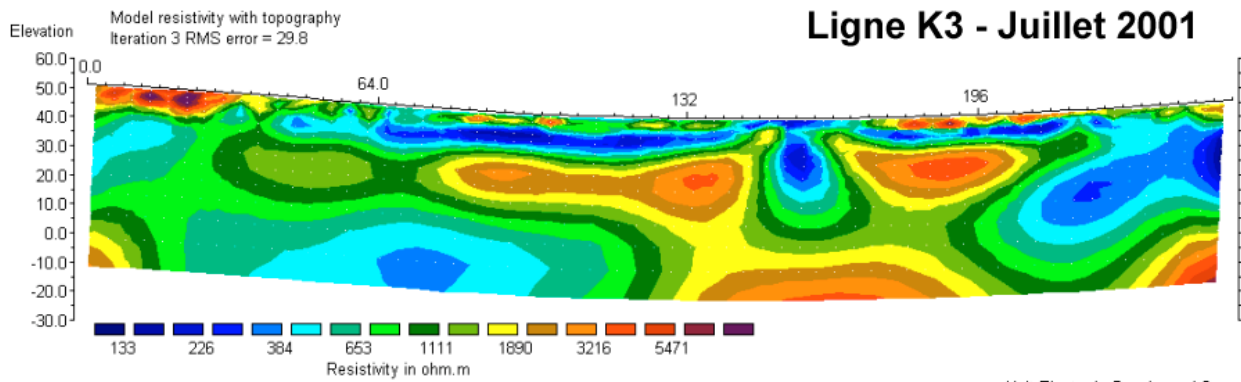 Ligne K3 - Juillet 2001
Model resistivity with topography
Elevation
Iteration 3 RMS error = 29.8
60.0
0.0
50.0
64.0
132
196
40.0
30.0
20.0
10.0
0.0
-10.0
-20.0
-30.0
133 226 384 653 1111 1890 3216 5471
Resistivity in ohm.m